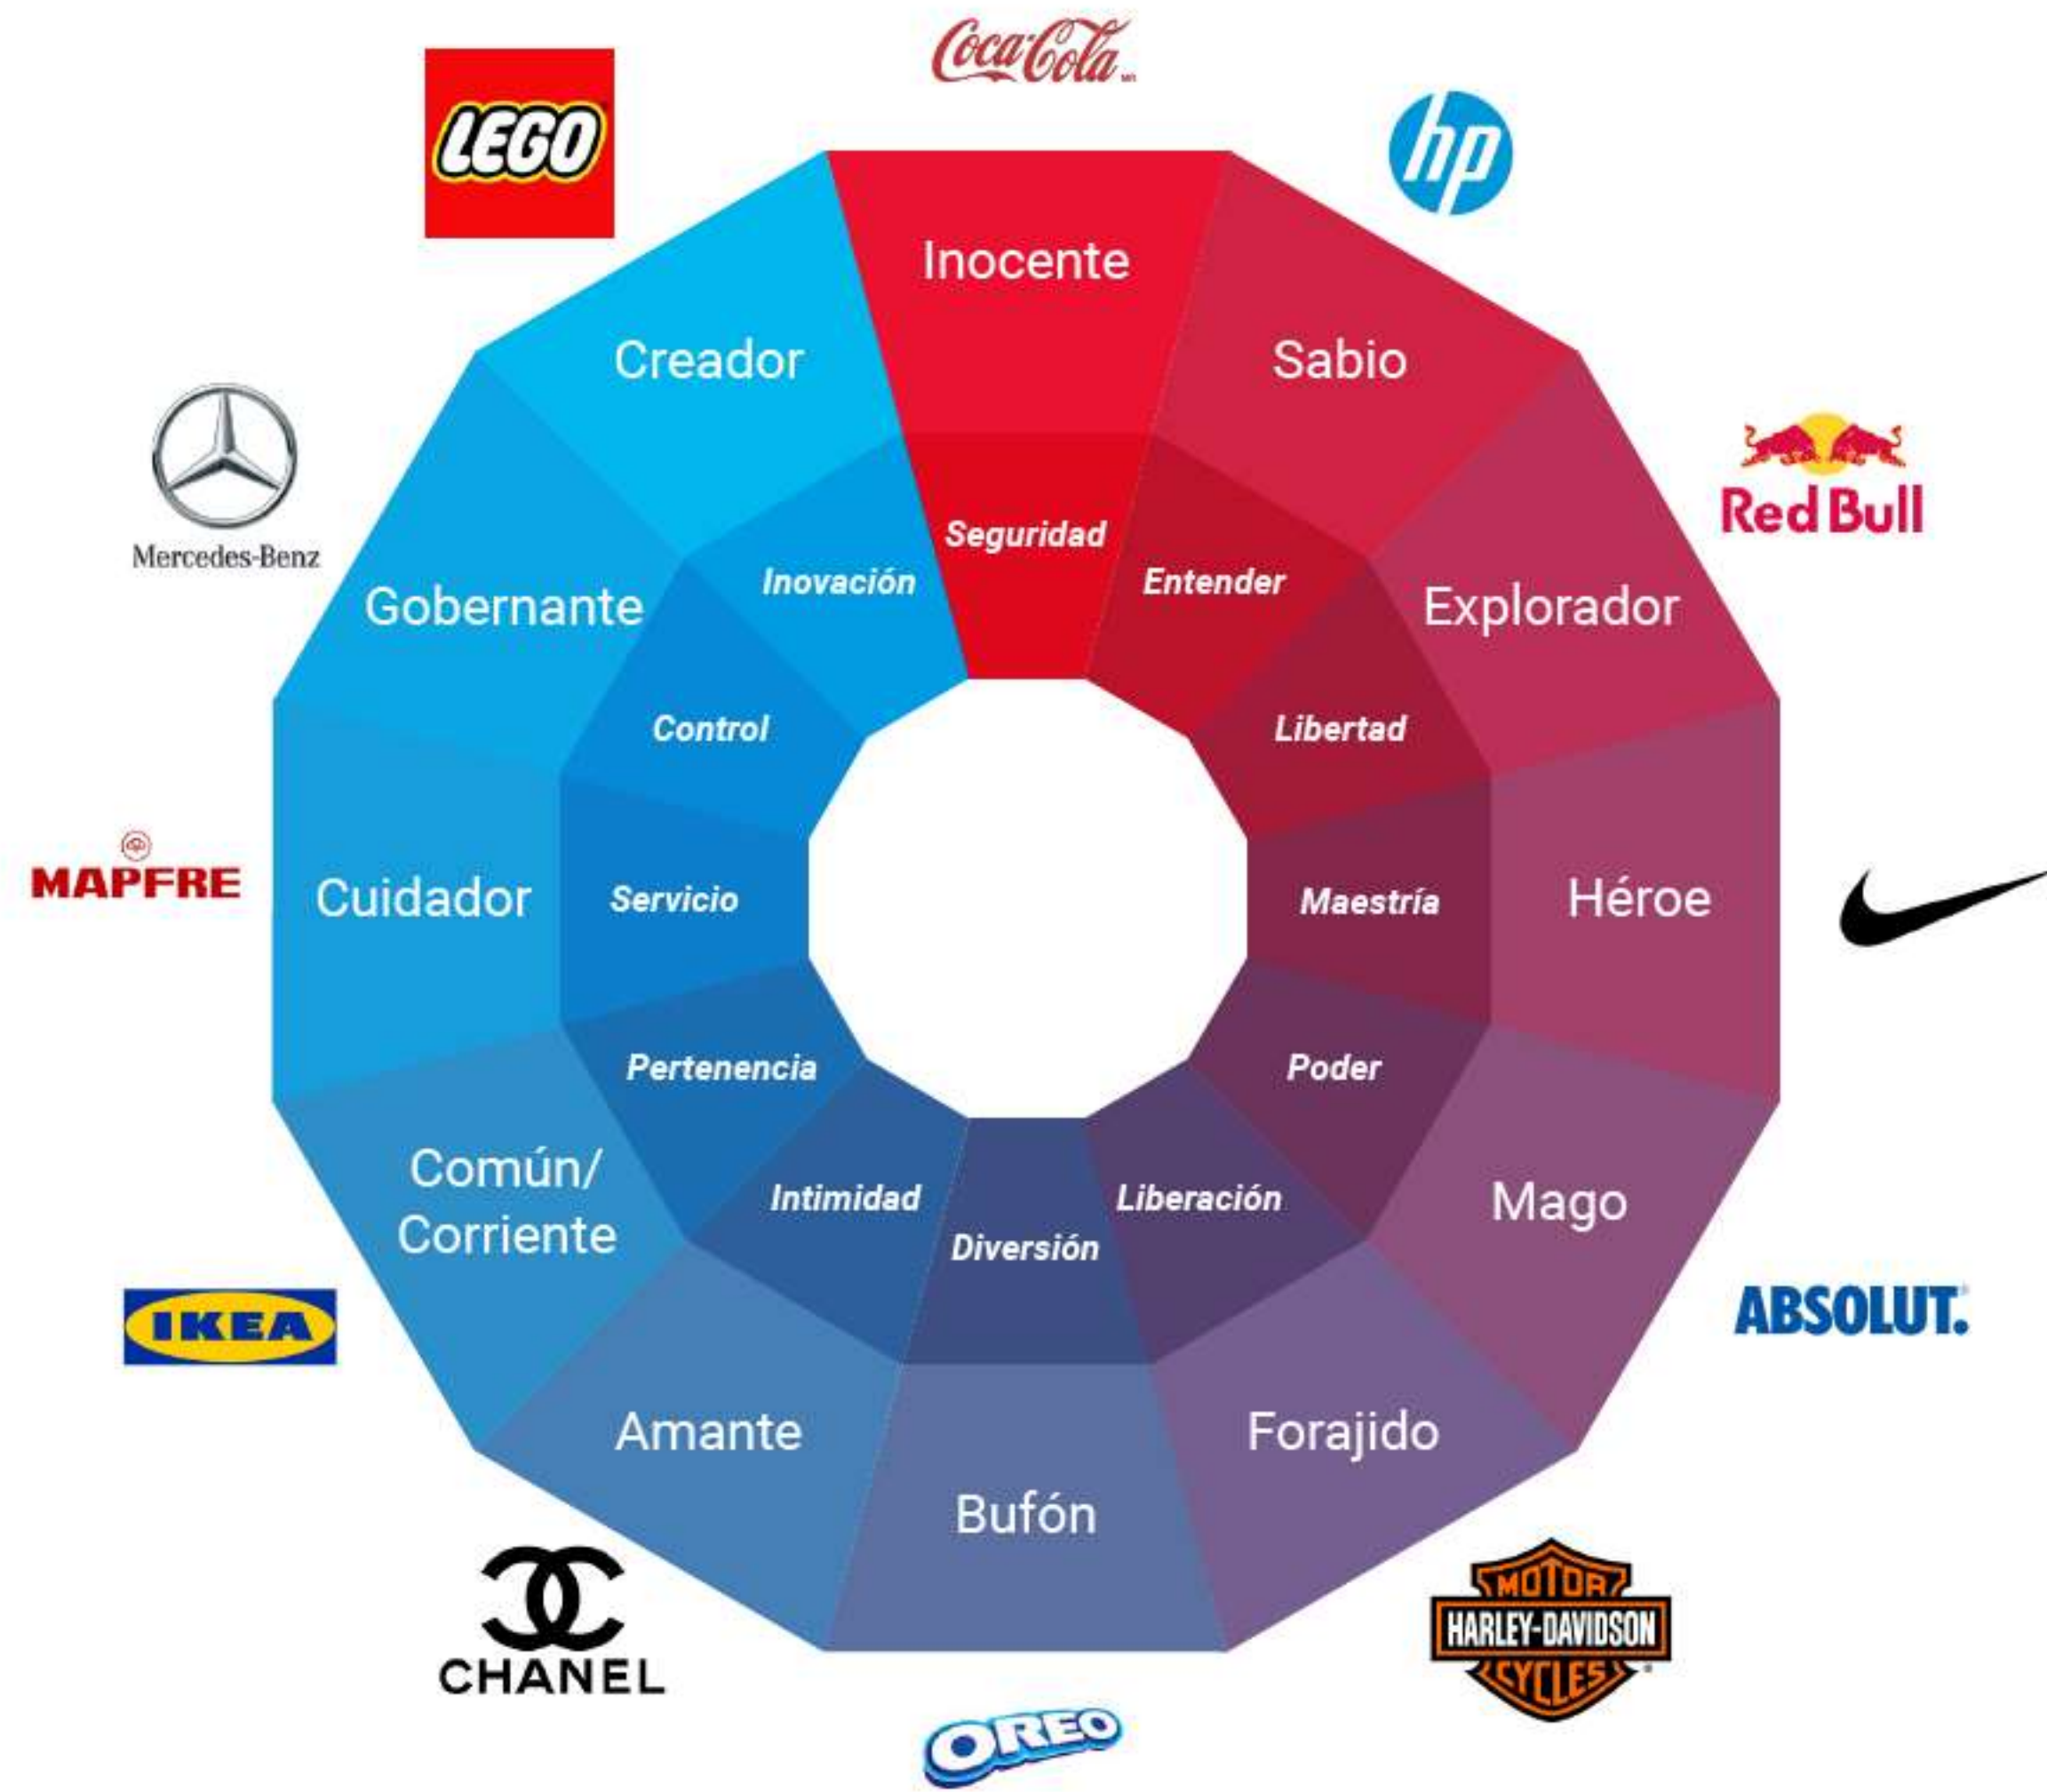 Coca-Cola
MR
LEGO
hp
Inocente
Creador
Sabio
Mercedes-Benz
Red Bull
Seguridad
Inovación
Entender
Gobernante
Explorador
Control
Libertad
MAPFRE
Cuidador
Servicio
Maestría
Héroe
Pertenencia
Poder
Común/
Corriente
Intimidad
Liberación
Mago
Diversión
IKEA
ABSOLUT.
Amante
Forajido
Bufón
CHANEL
MOTOR
HARLEY-DAVIDSON
CYCLES
OREO